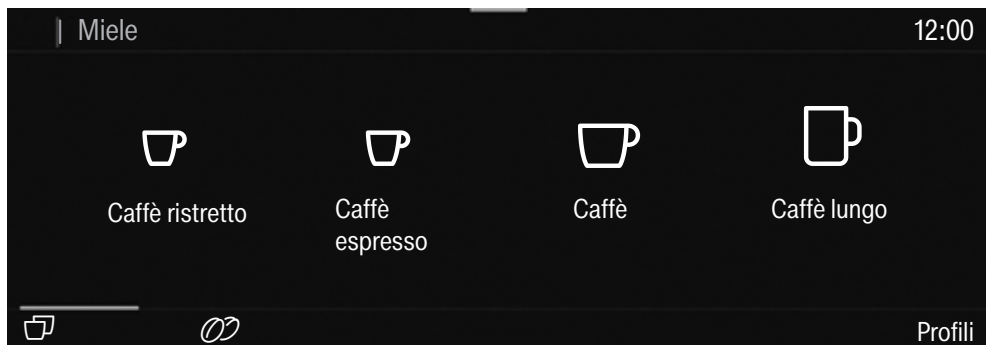 Miele
12:00
Caffè ristretto
Caffè
espresso
Caffè
Caffè lungo
Profili